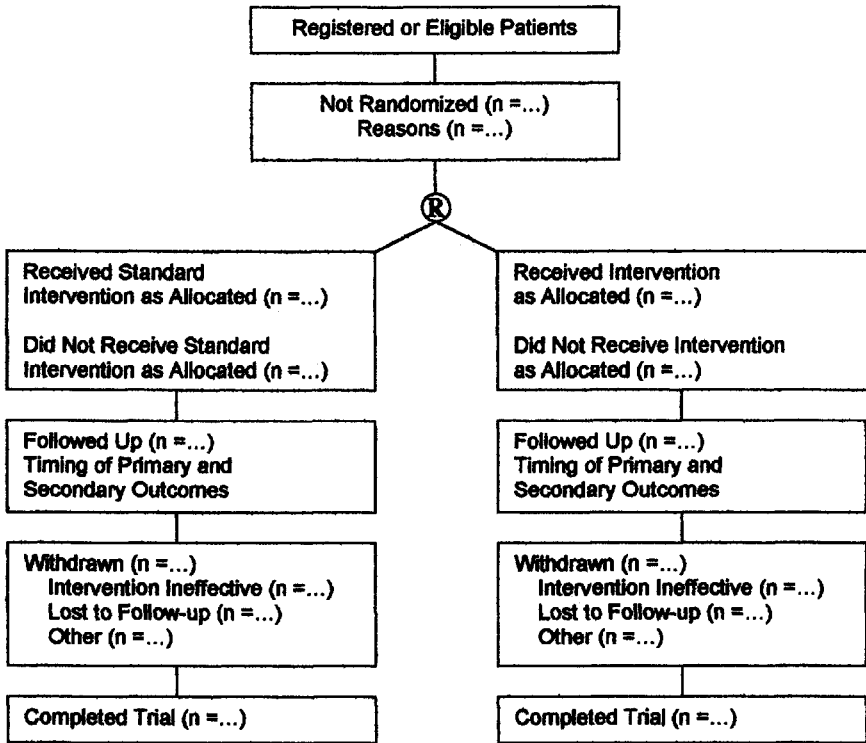 Registered or Eligible Patients
Not Randomized (n =...)
Reasons (n =...)
R
Received Standard
Intervention as Allocated (n =...)
Did Not Receive Standard
Intervention as Allocated (n =...)
Followed Up (n =...)
Timing of Primary and
Secondary Outcomes
Withdrawn (n =...)
Intervention Ineffective (n =...)
Lost to Follow-up (n =...)
Other (n =...)
Completed Trial (n =...)
Received Intervention
as Allocated (n =...)
Did Not Receive Intervention
as Allocated (n =...)
Followed Up (n =...)
Timing of Primary and
Secondary Outcomes
Withdrawn (n =...)
Intervention Ineffective (n =...)
Lost to Follow-up (n =...)
Other (n =...)
Completed Trial (n =...)